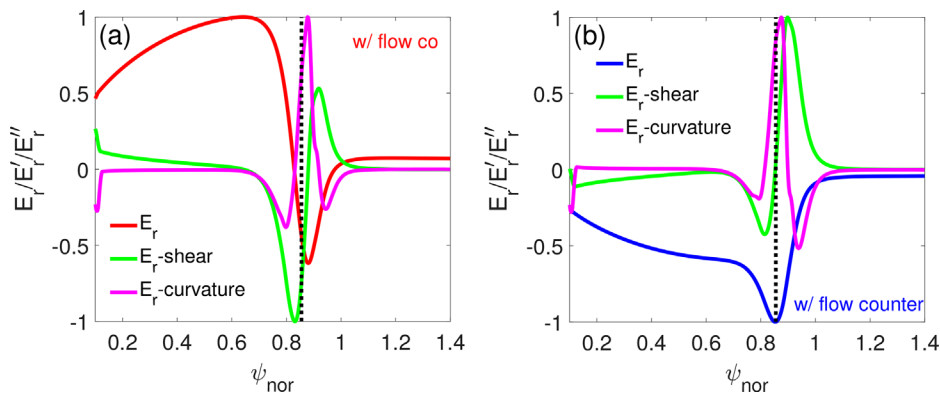 (a)
w/ flow co
E_r/E_r'/E_r''
1
0.5
0
-0.5
-1
E_r
E_r-shear
E_r-curvature
0.2 0.4 0.6 0.8 1 1.2 1.4
ψ_nor
(b)
E_r/E_r'/E_r''
1
0.5
0
-0.5
-1
E_r
E_r-shear
E_r-curvature
w/ flow counter
0.2 0.4 0.6 0.8 1 1.2 1.4
ψ_nor